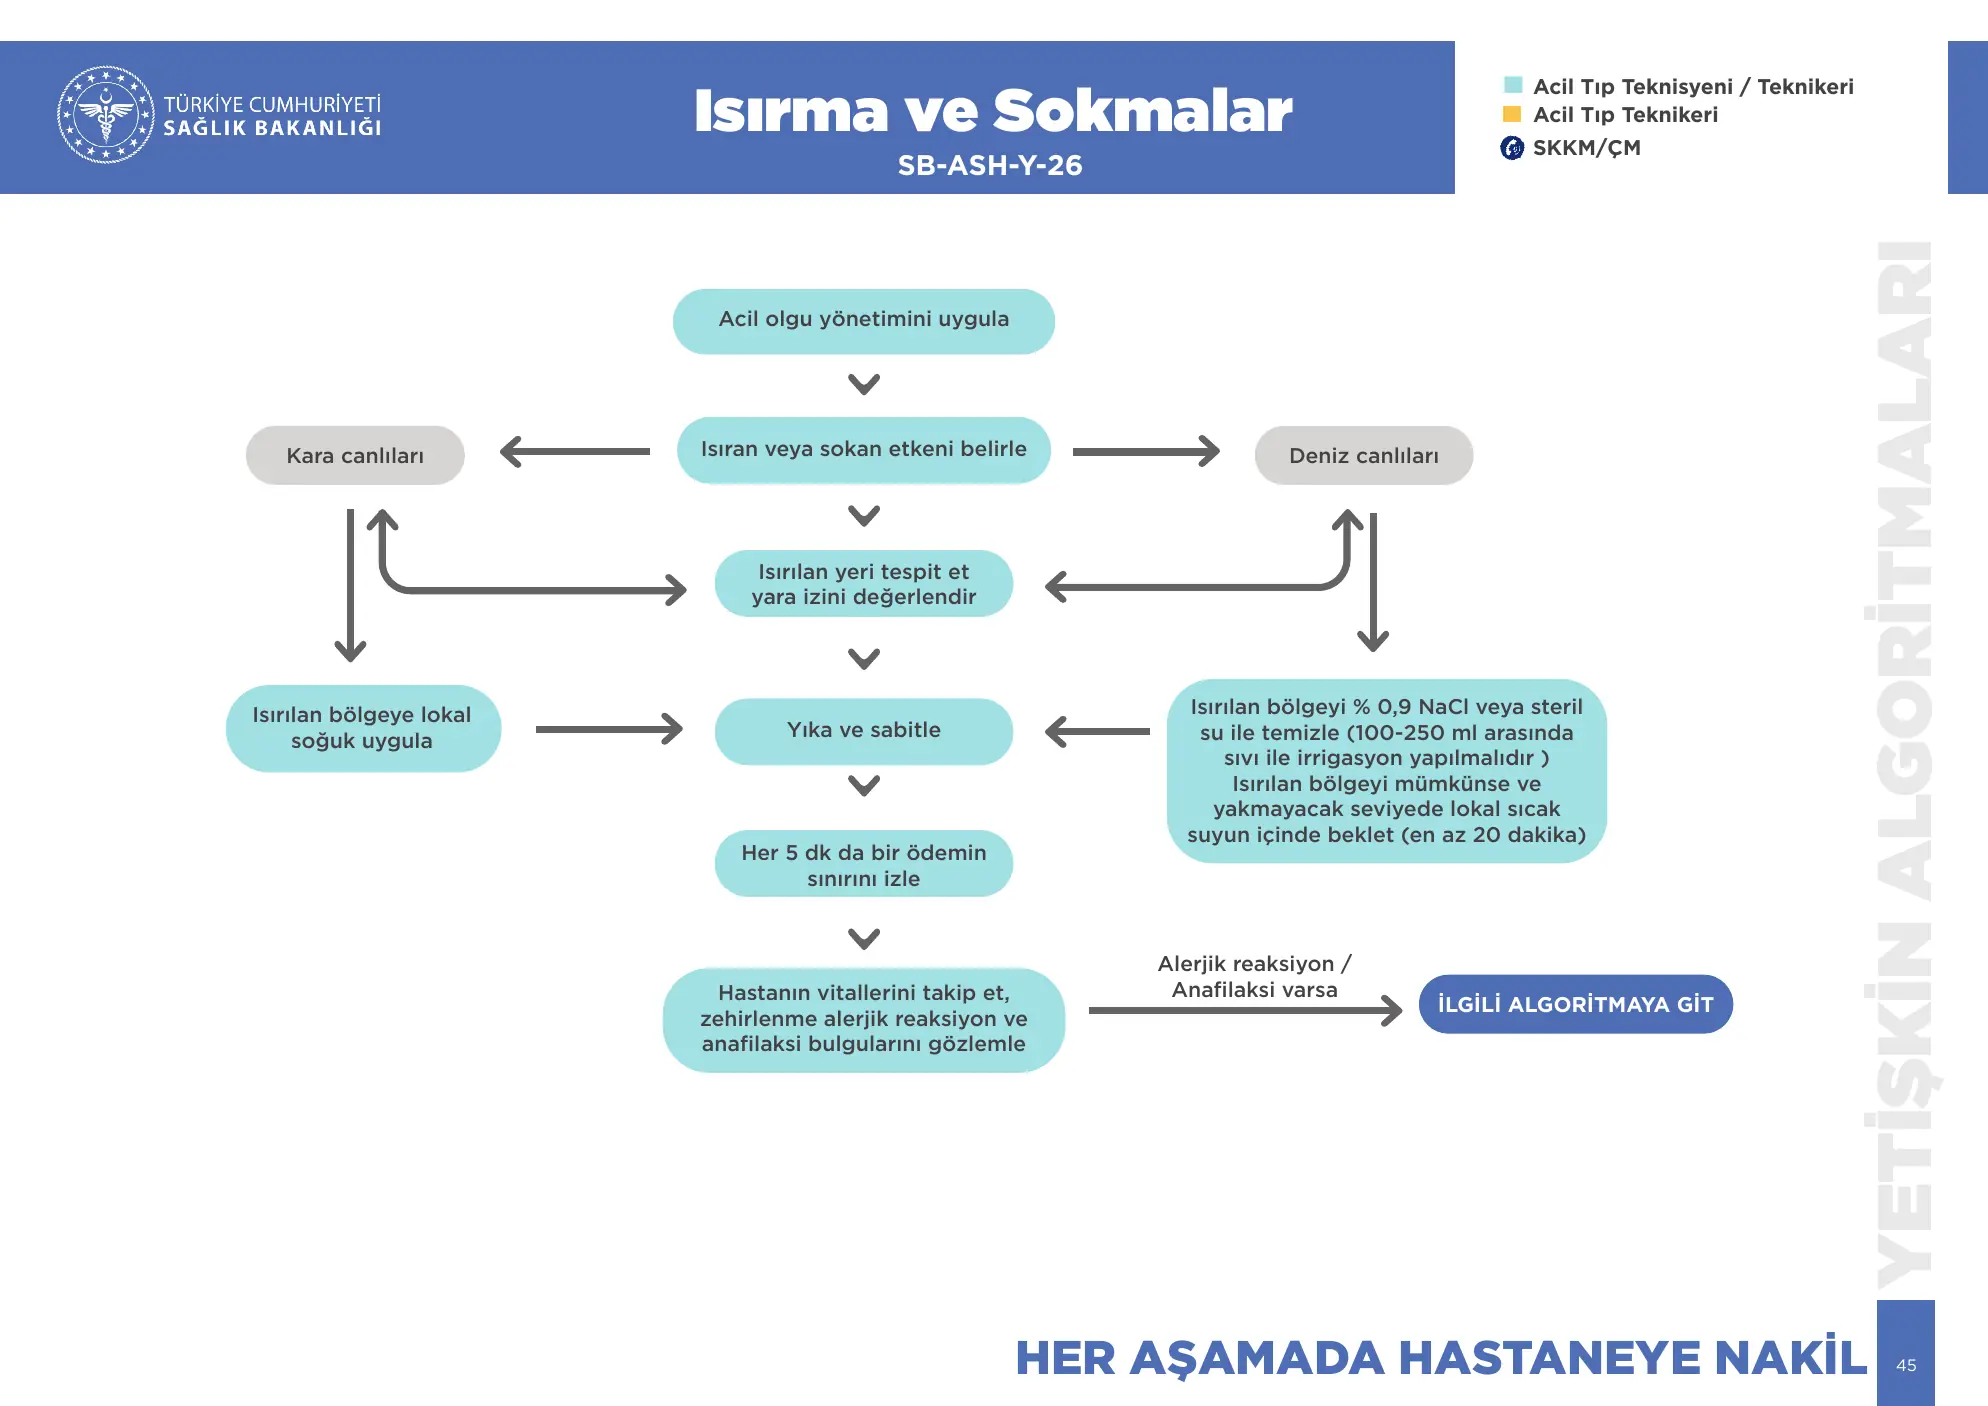 TÜRKİYE CUMHURİYETİ
SAĞLIK BAKANLIĞI
Isırma ve Sokmalar
SB-ASH-Y-26
Acil Tıp Teknisyeni / Teknikeri
Acil Tıp Teknikeri
SKKM/ÇM
Acil olgu yönetimini uygula
Kara canlıları
Isıran veya sokan etkeni belirle
Deniz canlıları
Isırılan yeri tespit et
yara izini değerlendir
Isırılan bölgeye lokal
soğuk uygula
Yıka ve sabitle
Isırılan bölgeyi % 0,9 NaCl veya steril
su ile temizle (100-250 ml arasında
sıvı ile irrigasyon yapılmalıdır )
Isırılan bölgeyi mümkünse ve
yakmayacak seviyede lokal sıcak
suyun içinde beklet (en az 20 dakika)
Her 5 dk da bir ödemin
sınırını izle
Hastanın vitallerini takip et,
zehirlenme alerjik reaksiyon ve
anafilaksi bulgularını gözlemle
Alerjik reaksiyon /
Anafilaksi varsa
İLGİLİ ALGORİTMAYA GİT
YETİŞKİN ALGORİTMALARI
HER AŞAMADA HASTANEYE NAKİL
45